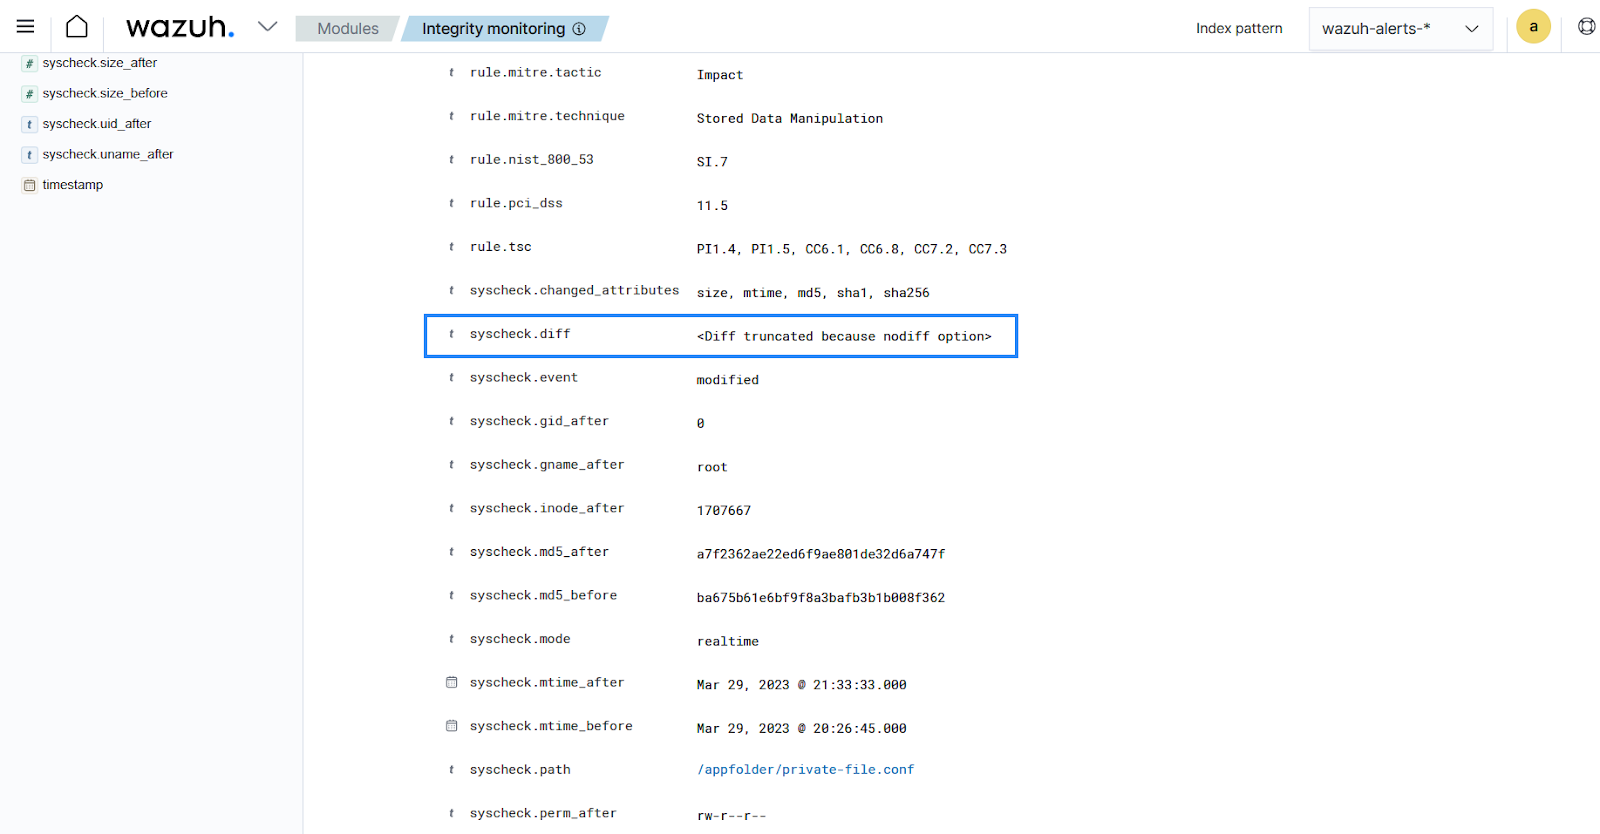 wazuh.
Modules
Integrity monitoring
Index pattern
wazuh-alerts-*
a
# syscheck.size_after
# syscheck.size_before
t syscheck.uid_after
t syscheck.uname_after
timestamp
t rule.mitre.tactic Impact
t rule.mitre.technique Stored Data Manipulation
t rule.nist_800_53 SI.7
t rule.pci_dss 11.5
t rule.tsc PI1.4, PI1.5, CC6.1, CC6.8, CC7.2, CC7.3
t syscheck.changed_attributes size, mtime, md5, sha1, sha256
t syscheck.diff <Diff truncated because nodiff option>
t syscheck.event modified
t syscheck.gid_after 0
t syscheck.gname_after root
t syscheck.inode_after 1707667
t syscheck.md5_after a7f2362ae22ed6f9ae801de32d6a747f
t syscheck.md5_before ba675b61e6bf9f8a3bafb3b1b008f362
t syscheck.mode realtime
syscheck.mtime_after Mar 29, 2023 @ 21:33:33.000
syscheck.mtime_before Mar 29, 2023 @ 20:26:45.000
t syscheck.path /appfolder/private-file.conf
t syscheck.perm_after rw-r--r--